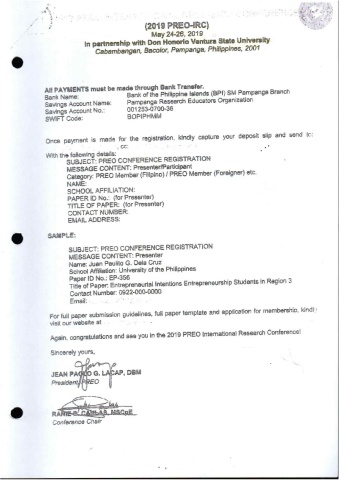 (2019 PREO-IRC)
May 24-26, 2019
In partnership with Don Honorio Venture State University
Cabambangan, Bacolor, Pampanga, Philippines, 2001
All PAYMENTS must be made through Bank Transfer.
Bank Name: Bank of the Philippine Islands (BPI) SM Pampanga Branch
Savings Account Name: Pampanga Research Educators Organization
Savings Account No.: 001253-0700-36
SWIFT Code: BOPIPHMM
Once payment is made for the registration, kindly capture your deposit slip and send to:
, cc:
With the following details:
SUBJECT: PREO CONFERENCE REGISTRATION
MESSAGE CONTENT: Presenter/Participant
Category: PREO Member (Filipino) / PREO Member (Foreigner) etc.
NAME:
SCHOOL AFFILIATION:
PAPER ID No.: (for Presenter)
TITLE OF PAPER: (for Presenter)
CONTACT NUMBER:
EMAIL ADDRESS:
SAMPLE:
SUBJECT: PREO CONFERENCE REGISTRATION
MESSAGE CONTENT: Presenter
Name: Juan Paulito G. Dela Cruz
School Affiliation: University of the Philippines
Paper ID No.: EP-356
Title of Paper: Entrepreneurial Intentions Entrepreneurship Students in Region 3
Contact Number: 0922-000-0000
Email:
For full paper submission guidelines, full paper template and application for membership, kindly
visit our website at
Again, congratulations and see you in the 2019 PREO International Research Conference!
Sincerely yours,
JEAN PAOLO G. LACAP, DBM
President, PREO
Conference Chair